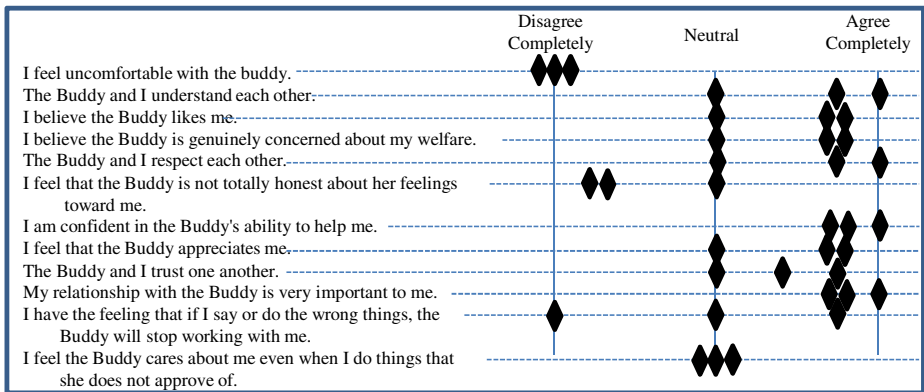 Disagree
Completely
Neutral
Agree
Completely
I feel uncomfortable with the buddy.
The Buddy and I understand each other.
I believe the Buddy likes me.
I believe the Buddy is genuinely concerned about my welfare.
The Buddy and I respect each other.
I feel that the Buddy is not totally honest about her feelings
toward me.
I am confident in the Buddy's ability to help me.
I feel that the Buddy appreciates me.
The Buddy and I trust one another.
My relationship with the Buddy is very important to me.
I have the feeling that if I say or do the wrong things, the
Buddy will stop working with me.
I feel the Buddy cares about me even when I do things that
she does not approve of.